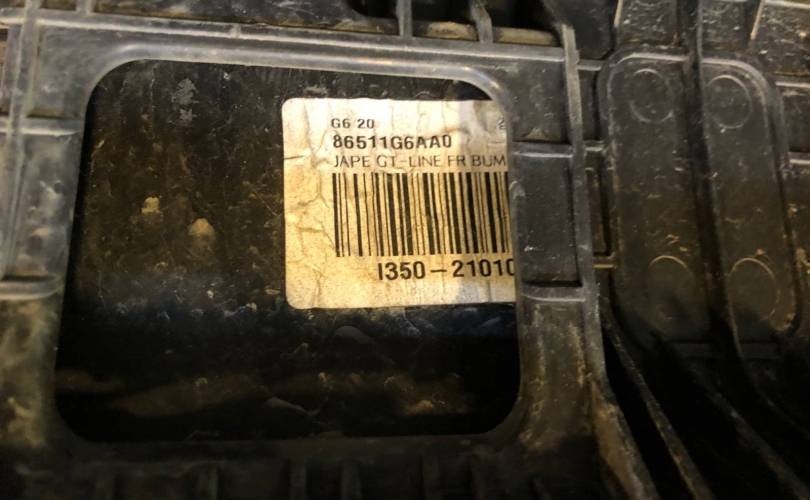 G6 20
86511G6AA0
JAPE GT-LINE FR BUM
I350-21010